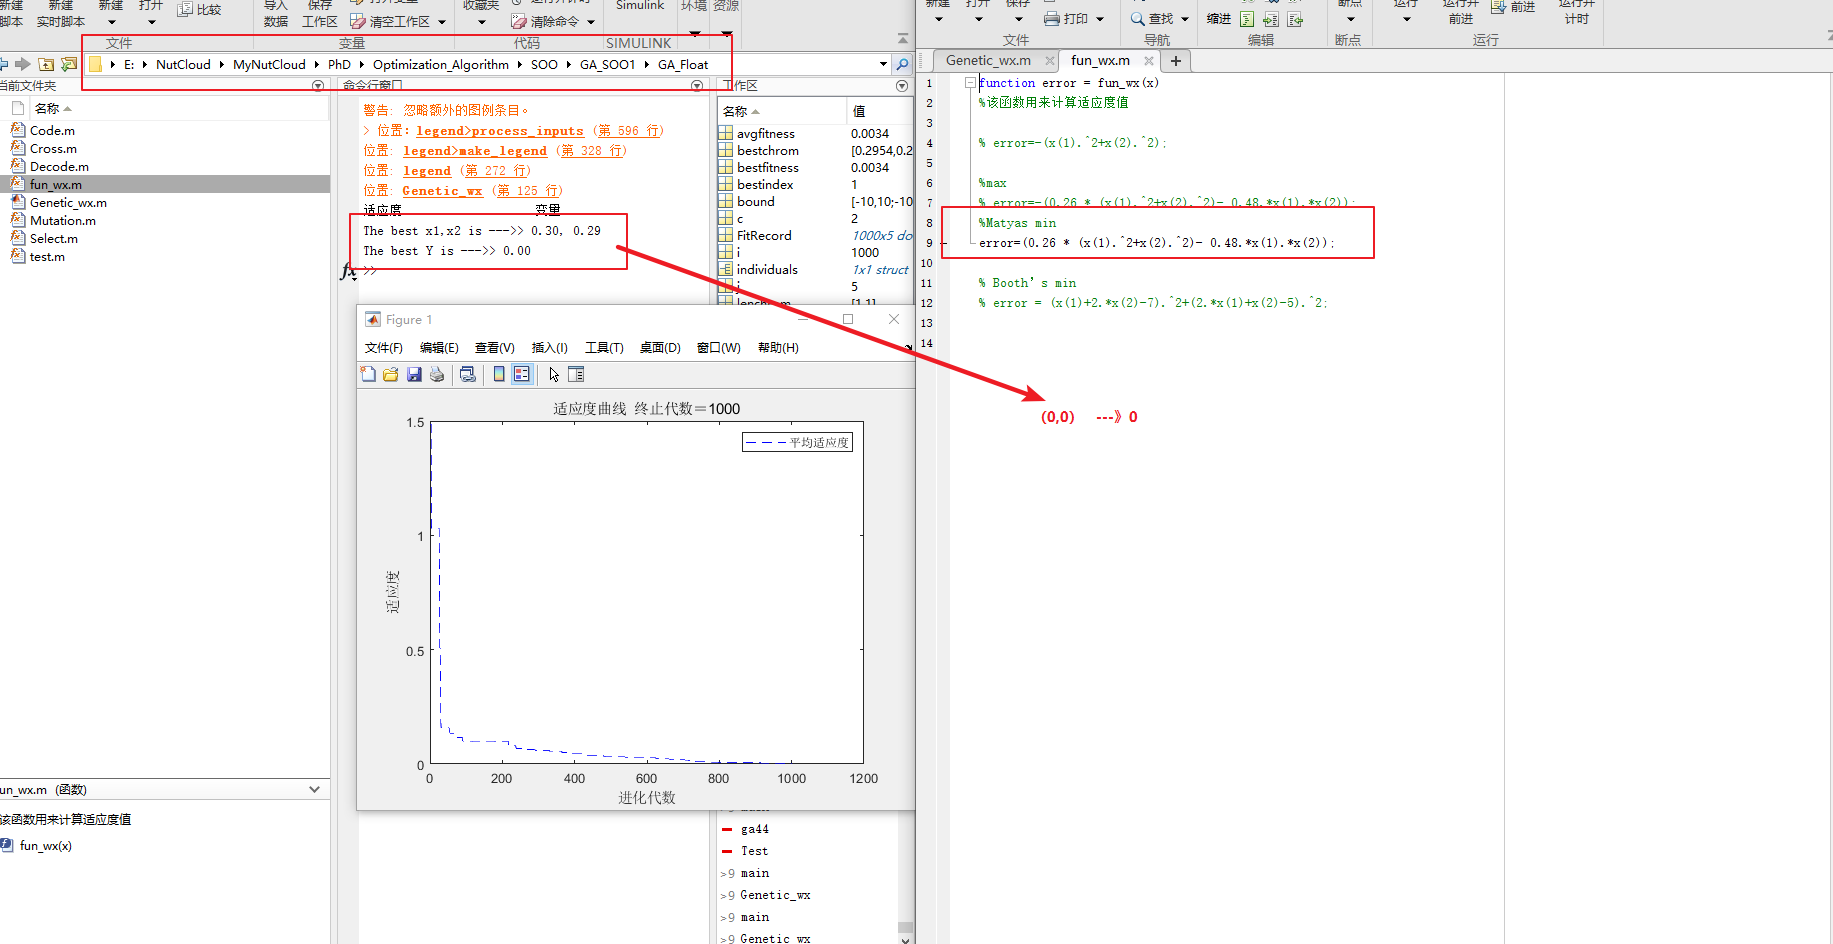 新建 新建 新建 打开 比较 导入 保存 清空工作区 收藏夹 Simulink 环境 资源
脚本 实时脚本 数据 工作区 清除命令
文件 变量 代码 SIMULINK
E: NutCloud MyNutCloud PhD Optimization_Algorithm SOO GA_SOO1 GA_Float
当前文件夹
名称
Code.m
Cross.m
Decode.m
fun_wx.m
Genetic_wx.m
Mutation.m
Select.m
test.m
命令行窗口
警告: 忽略额外的图例条目。
> 位置: legend>process_inputs (第 596 行)
位置: legend>make_legend (第 328 行)
位置: legend (第 272 行)
位置: Genetic_wx (第 125 行)
适应度 变量
The best x1,x2 is --->> 0.30, 0.29
The best Y is --->> 0.00
fx >>
工作区
名称 值
avgfitness 0.0034
bestchrom [0.2954,0.2
bestfitness 0.0034
bestindex 1
bound [-10,10;-10
c 2
FitRecord 1000x5 do
i 1000
individuals 1x1 struct
j 5
lenchrom [1,1]
Figure 1
文件(F) 编辑(E) 查看(V) 插入(I) 工具(T) 桌面(D) 窗口(W) 帮助(H)
适应度曲线 终止代数=1000
平均适应度
1.5
1
0.5
0
适应度
0 200 400 600 800 1000 1200
进化代数
ga44
Test
>9 main
>9 Genetic_wx
>9 main
>9 Genetic_wx
un_wx.m (函数)
该函数用来计算适应度值
fun_wx(x)
新建 打开 保存 打印 查找 缩进 断点 运行 运行并 前进 运行并
前进 计时
文件 导航 编辑 断点 运行
Genetic_wx.m fun_wx.m +
1 function error = fun_wx(x)
2 %该函数用来计算适应度值
3
4 % error=-(x(1).^2+x(2).^2);
5
6 %max
7 % error=-(0.26 * (x(1).^2+x(2).^2)- 0.48.*x(1).*x(2));
8 %Matyas min
9 error=(0.26 * (x(1).^2+x(2).^2)- 0.48.*x(1).*x(2));
10
11 % Booth's min
12 % error = (x(1)+2.*x(2)-7).^2+(2.*x(1)+x(2)-5).^2;
13
14
(0,0) ---》0